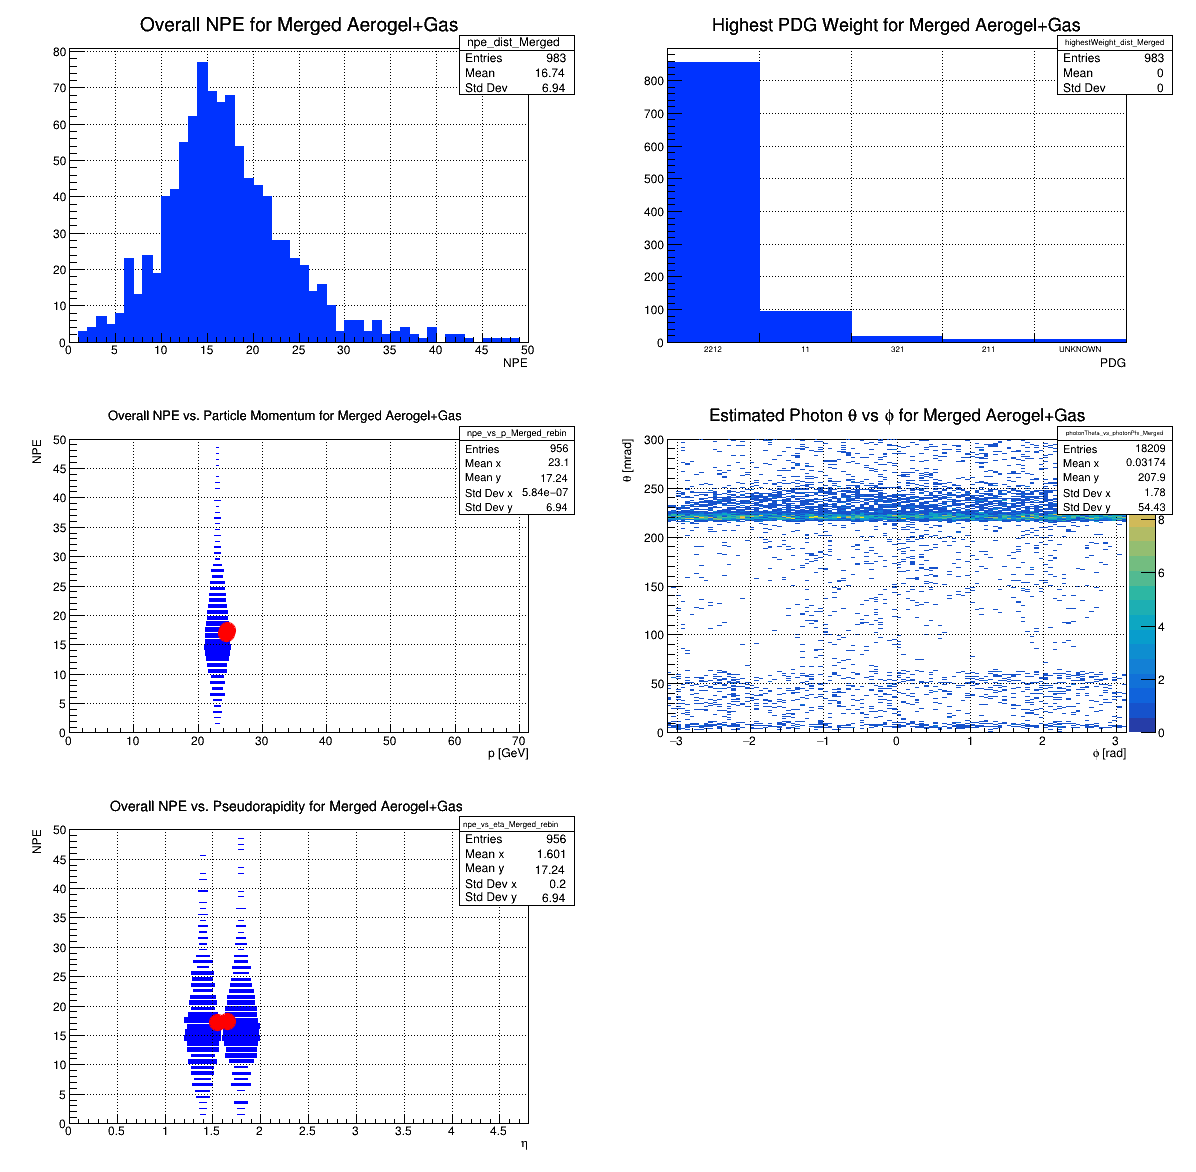 Overall NPE for Merged Aerogel+Gas
npe_dist_Merged
Entries 983
Mean 16.74
Std Dev 6.94
80
70
60
50
40
30
20
10
0
0 5 10 15 20 25 30 35 40 45 50
NPE
Highest PDG Weight for Merged Aerogel+Gas
highestWeight_dist_Merged
Entries 983
Mean 0
Std Dev 0
800
700
600
500
400
300
200
100
0
2212 11 321 211 UNKNOWN
PDG
Overall NPE vs. Particle Momentum for Merged Aerogel+Gas
npe_vs_p_Merged_rebin
Entries 956
Mean x 23.1
Mean y 17.24
Std Dev x 5.84e-07
Std Dev y 6.94
NPE
50
45
40
35
30
25
20
15
10
5
0
0 10 20 30 40 50 60 70
p [GeV]
Estimated Photon θ vs ϕ for Merged Aerogel+Gas
photonTheta_vs_photonPhi_Merged
Entries 18209
Mean x 0.03174
Mean y 207.9
Std Dev x 1.78
Std Dev y 54.43
θ [mrad]
300
250
200
150
100
50
0
−3 −2 −1 0 1 2 3
ϕ [rad]
8
6
4
2
0
Overall NPE vs. Pseudorapidity for Merged Aerogel+Gas
npe_vs_eta_Merged_rebin
Entries 956
Mean x 1.601
Mean y 17.24
Std Dev x 0.2
Std Dev y 6.94
NPE
50
45
40
35
30
25
20
15
10
5
0
0 0.5 1 1.5 2 2.5 3 3.5 4 4.5
η